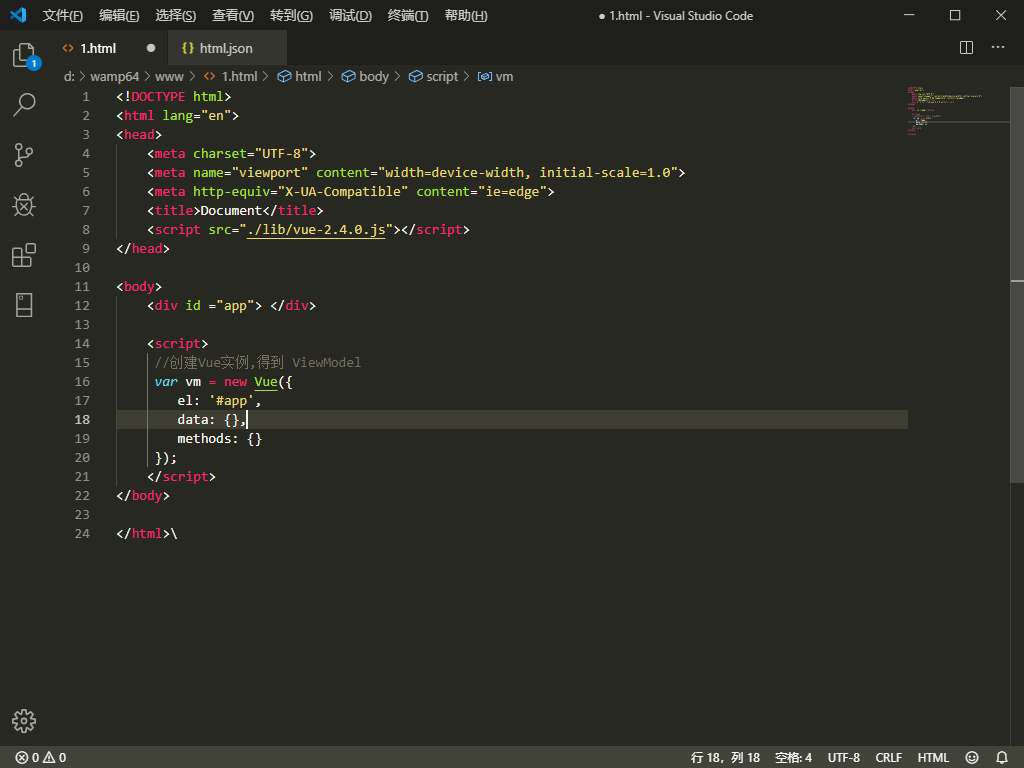 文件(F) 编辑(E) 选择(S) 查看(V) 转到(G) 调试(D) 终端(T) 帮助(H) ● 1.html - Visual Studio Code
1.html ● html.json
1
d: > wamp64 > www > 1.html > html > body > script > vm
1 <!DOCTYPE html>
2 <html lang="en">
3 <head>
4 <meta charset="UTF-8">
5 <meta name="viewport" content="width=device-width, initial-scale=1.0">
6 <meta http-equiv="X-UA-Compatible" content="ie=edge">
7 <title>Document</title>
8 <script src="./lib/vue-2.4.0.js"></script>
9 </head>
10
11 <body>
12 <div id ="app"> </div>
13
14 <script>
15 //创建Vue实例,得到 ViewModel
16 var vm = new Vue({
17 el: '#app',
18 data: {},
19 methods: {}
20 });
21 </script>
22 </body>
23
24 </html>\
0 0 行 18，列 18 空格: 4 UTF-8 CRLF HTML